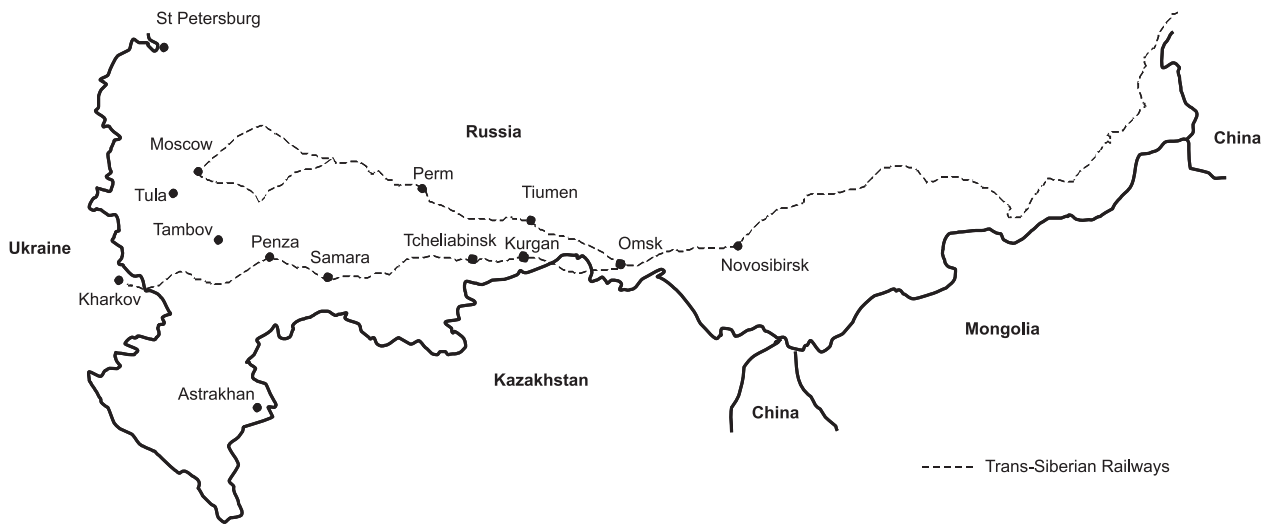 St Petersburg
Russia
Moscow
China
Perm
Tula
Tiumen
Tambov
Ukraine
Penza
Tcheliabinsk
Kurgan
Omsk
Samara
Novosibirsk
Kharkov
Mongolia
Kazakhstan
Astrakhan
China
Trans-Siberian Railways